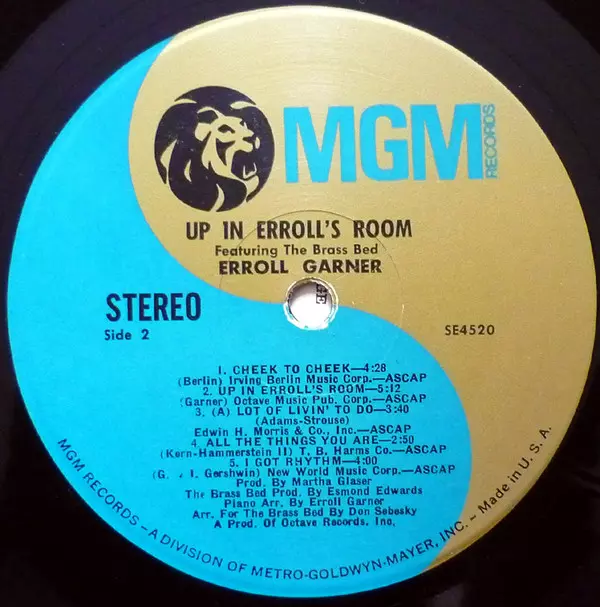 MGM
RECORDS
UP IN ERROLL'S ROOM
Featuring The Brass Bed
ERROLL GARNER
STEREO
Side 2
SE4520
1. CHEEK TO CHEEK—4:28
(Berlin) Irving Berlin Music Corp.—ASCAP
2. UP IN ERROLL'S ROOM—5:12
(Garner) Octave Music Pub. Corp.—ASCAP
3. (A) LOT OF LIVIN' TO DO—3:40
(Adams-Strouse)
Edwin H. Morris & Co., Inc.—ASCAP
4. ALL THE THINGS YOU ARE—2:50
(Kern-Hammerstein II) T. B. Harms Co.—ASCAP
5. I GOT RHYTHM—4:00
(G. & I. Gershwin) New World Music Corp.—ASCAP
Prod. By Martha Glaser
The Brass Bed Prod. By Esmond Edwards
Piano Arr. By Erroll Garner
Arr. For The Brass Bed By Don Sebesky
A Prod. Of Octave Records, Inc.
MGM RECORDS – A DIVISION OF METRO-GOLDWYN-MAYER, INC. – Made in U. S. A.